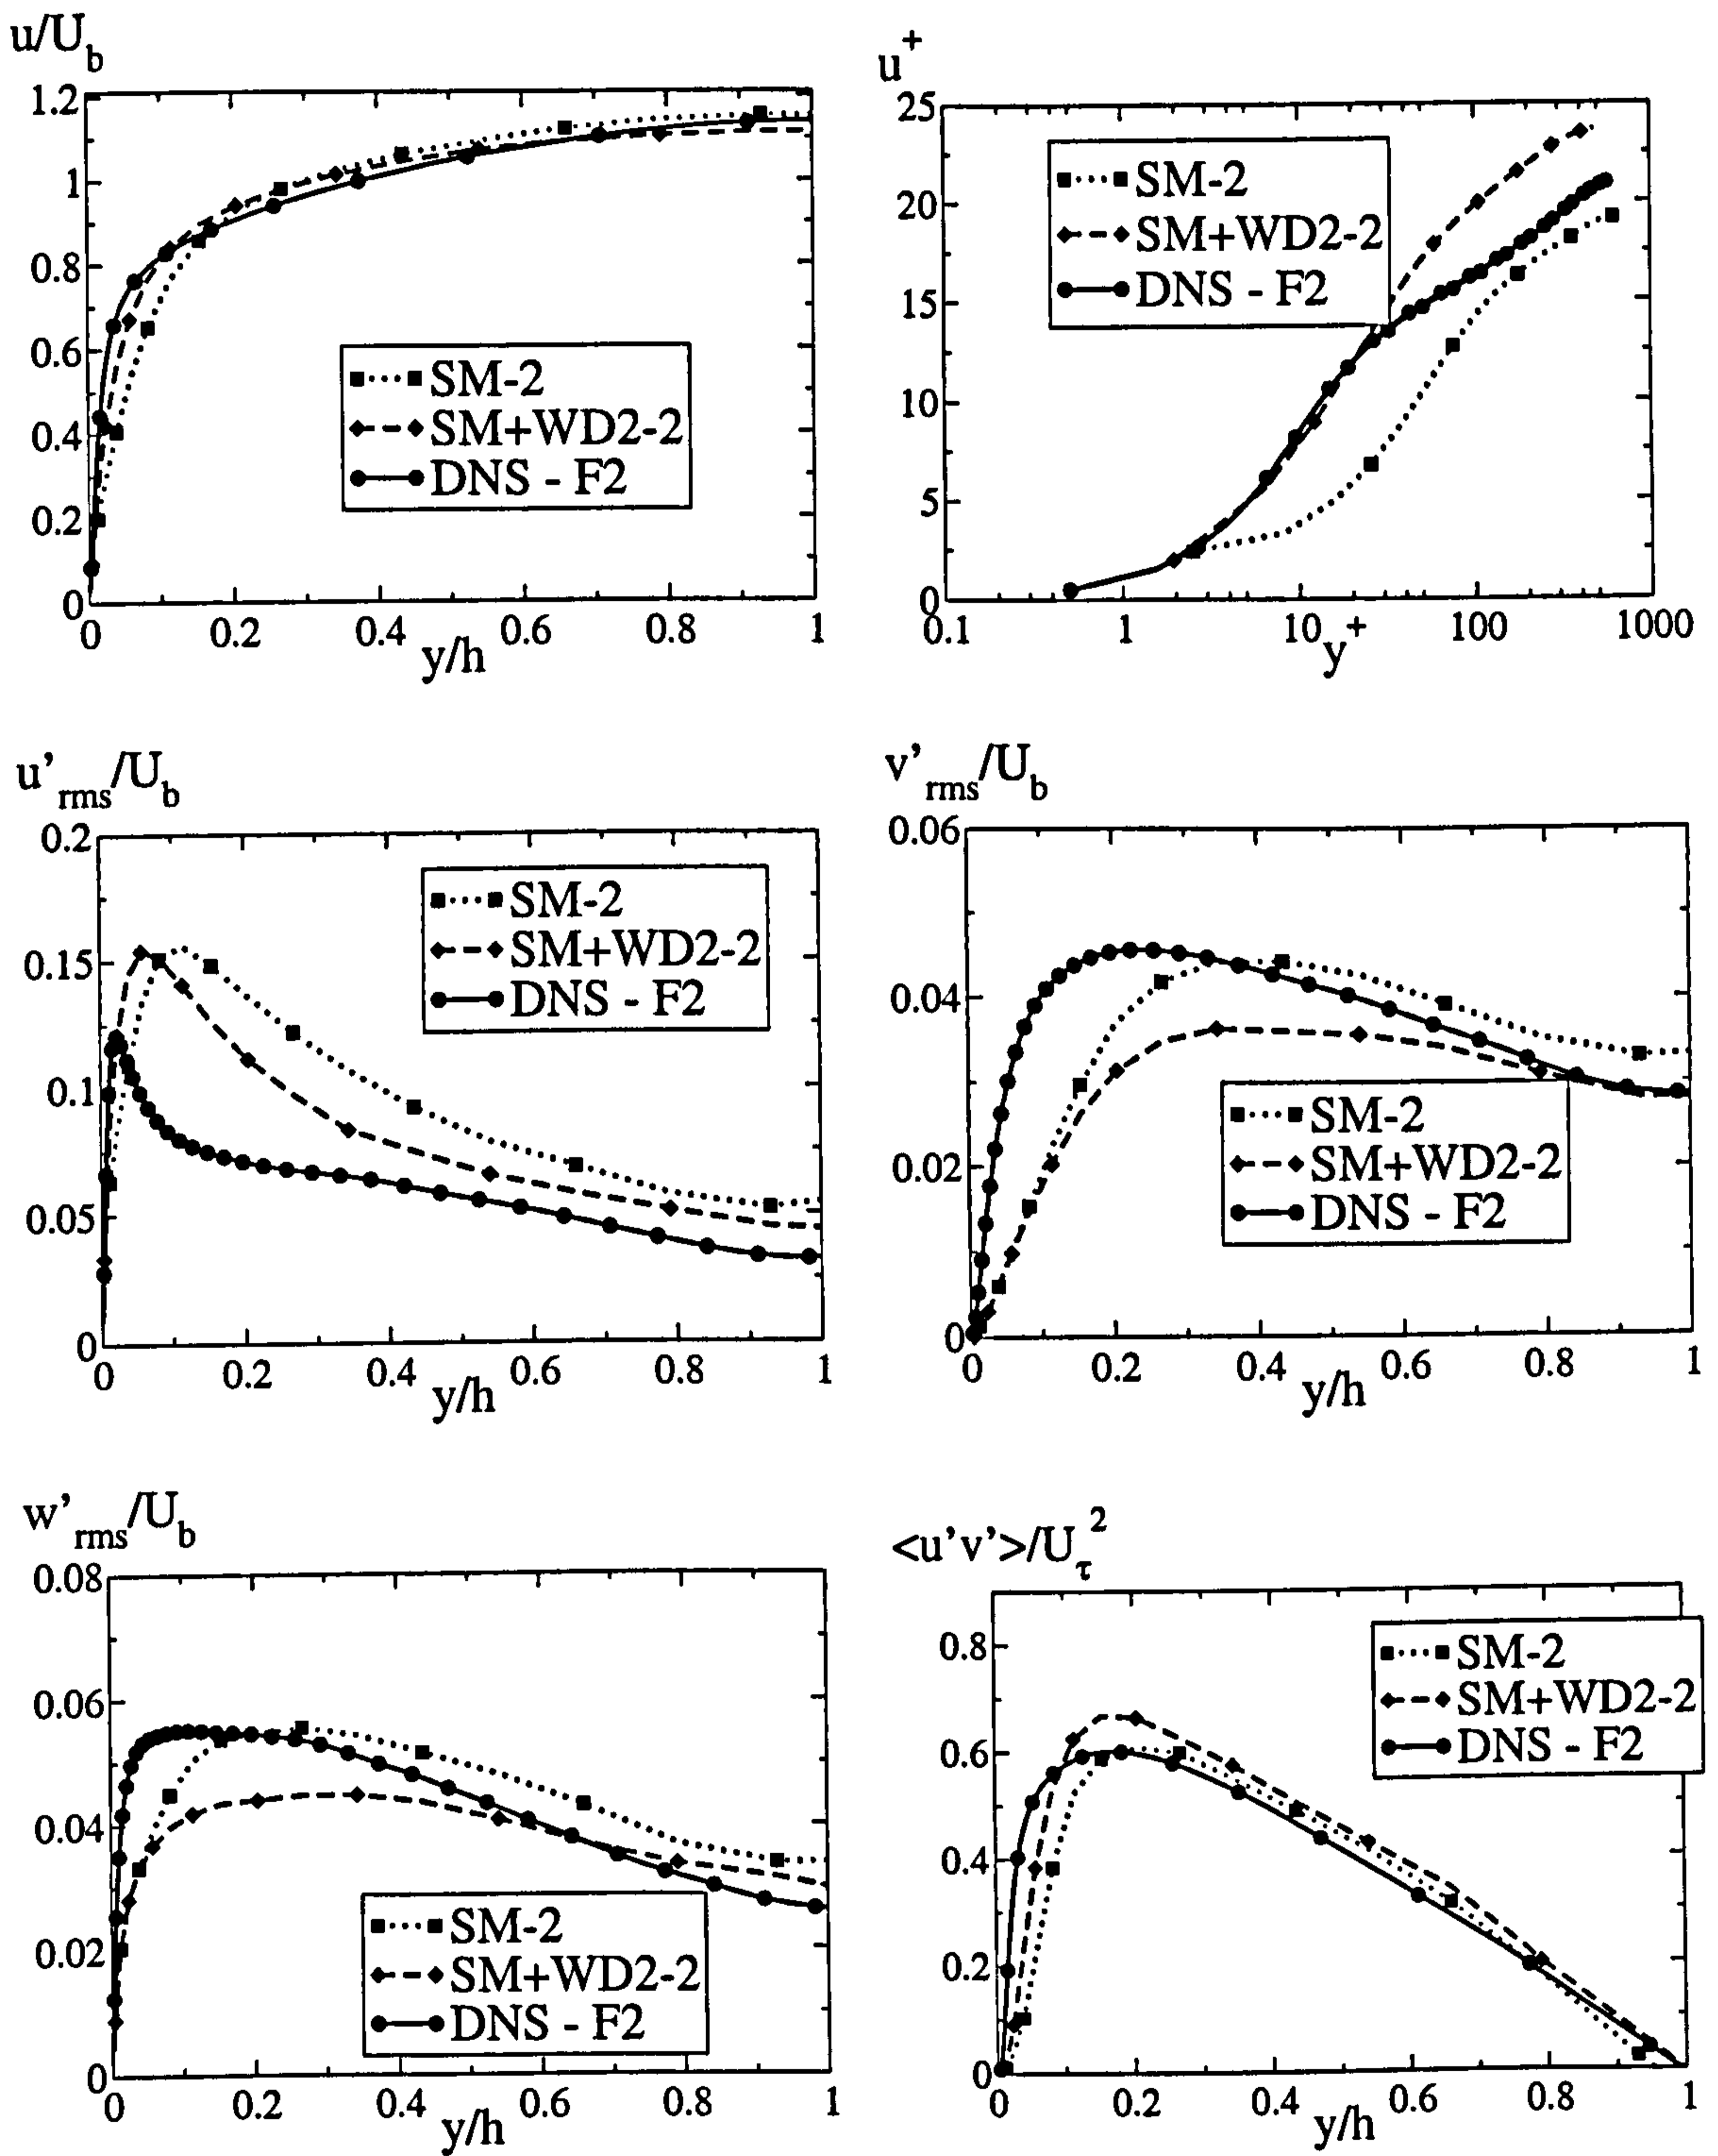 u/U_b
1.2
1
0.8
0.6
0.4
0.2
0
SM-2
SM+WD2-2
DNS - F2
0 0.2 0.4 0.6 0.8 1
y/h
u^+
25
20
15
10
5
0
SM-2
SM+WD2-2
DNS - F2
0.1 1 10 100 1000
y^+
u'_rms/U_b
0.2
0.15
0.1
0.05
0
SM-2
SM+WD2-2
DNS - F2
0 0.2 0.4 0.6 0.8 1
y/h
v'_rms/U_b
0.06
0.04
0.02
0
SM-2
SM+WD2-2
DNS - F2
0 0.2 0.4 0.6 0.8 1
y/h
w'_rms/U_b
0.08
0.06
0.04
0.02
0
SM-2
SM+WD2-2
DNS - F2
0 0.2 0.4 0.6 0.8 1
y/h
<u'v'>/U_τ^2
0.8
0.6
0.4
0.2
0
SM-2
SM+WD2-2
DNS - F2
0 0.2 0.4 0.6 0.8 1
y/h